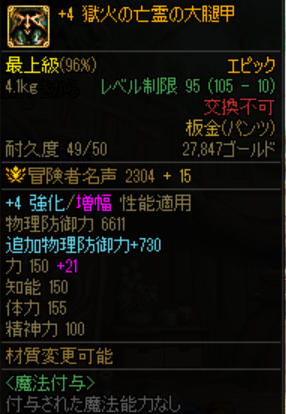 +4 獄火の亡霊の大腿甲
最上級(96%) エピック
4.1kg レベル制限 95 (105 - 10)
交換不可
板金(パンツ)
耐久度 49/50 27,847ゴールド
冒険者名声 2304 + 15
+4 強化/増幅 性能適用
物理防御力 6611
追加物理防御力+730
力 150 +21
知能 150
体力 155
精神力 100
材質変更可能
<魔法付与>
付与された魔法能力なし